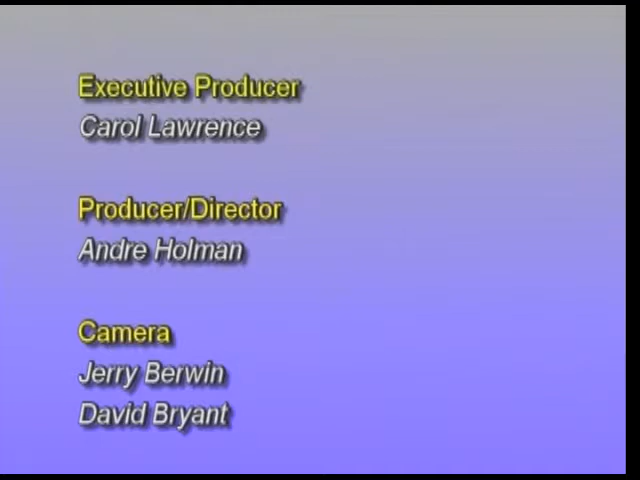 Executive Producer
Carol Lawrence
Producer/Director
Andre Holman
Camera
Jerry Berwin
David Bryant